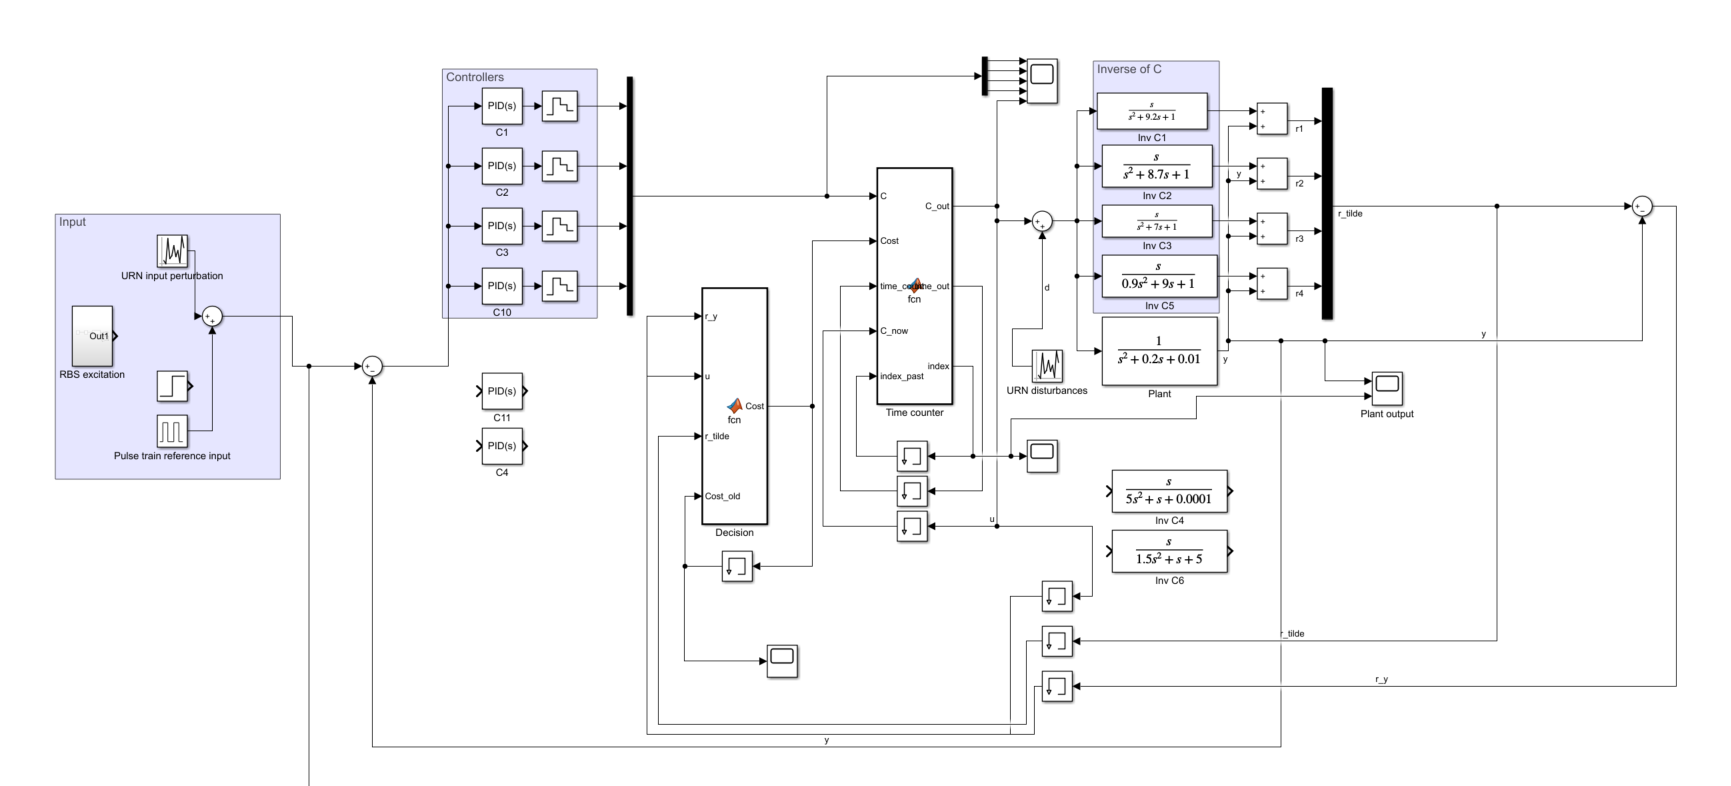 Input
URN input perturbation
Out1
RBS excitation
Pulse train reference input
Controllers
PID(s)
C1
PID(s)
C2
PID(s)
C3
PID(s)
C10
PID(s)
C11
PID(s)
C4
r_y
u
r_tilde
Cost_old
Cost
fcn
Decision
C
Cost
C_now
index_past
C_out
index
fcn
Time counter
u
d
URN disturbances
Inverse of C
s
s² + 9.2s + 1
Inv C1
s
s² + 8.7s + 1
Inv C2
s
s² + 7s + 1
Inv C3
s
0.9s² + 9s + 1
Inv C5
1
s² + 0.2s + 0.01
Plant
y
y
r1
r2
r3
r4
r_tilde
y
Plant output
s
5s² + s + 0.0001
Inv C4
s
1.5s² + s + 5
Inv C6
r_tilde
r_y
y